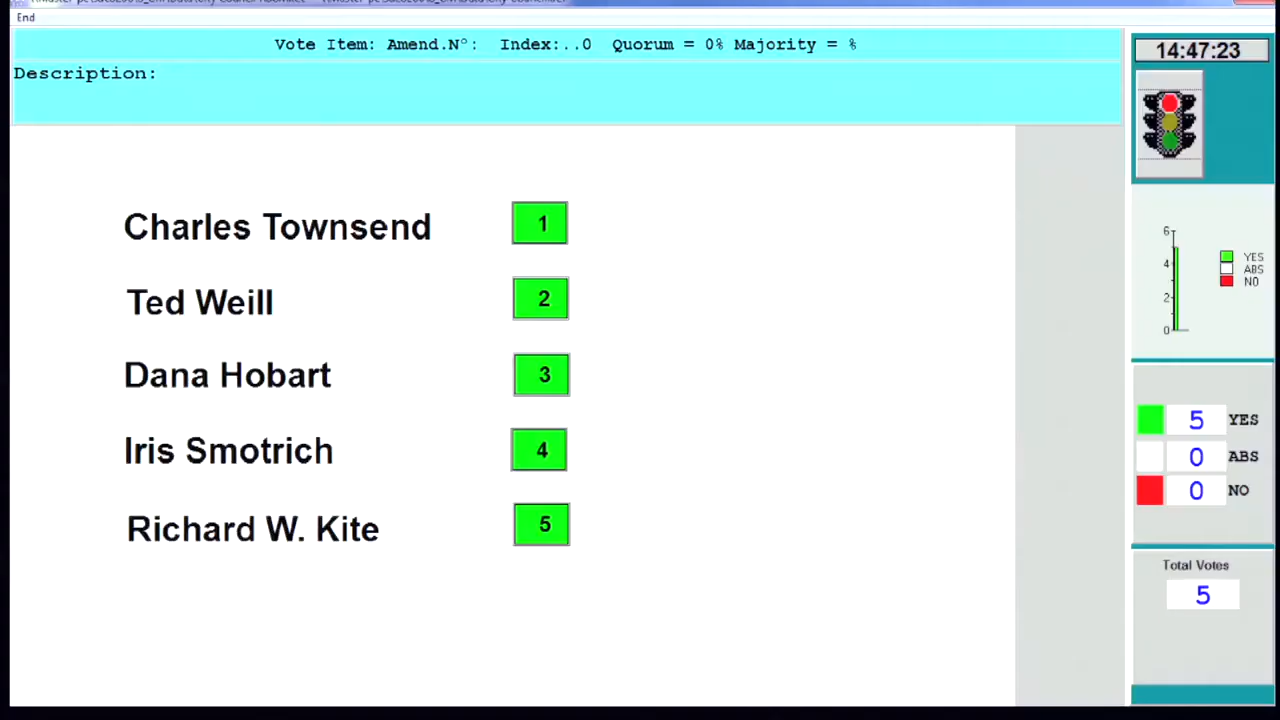 End
Vote Item: Amend.N°: Index:..0 Quorum = 0% Majority = %
Description:
14:47:23
Charles Townsend 1
Ted Weill 2
Dana Hobart 3
Iris Smotrich 4
Richard W. Kite 5
6
4
2
0
YES
ABS
NO
5 YES
0 ABS
0 NO
Total Votes
5